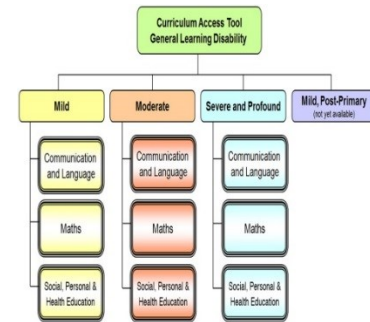 Curriculum Access Tool
General Learning Disability
Mild
Moderate
Severe and Profound
Mild, Post-Primary
(not yet available)
Communication
and Language
Communication
and Language
Communication
and Language
Maths
Maths
Maths
Social, Personal &
Health Education
Social, Personal &
Health Education
Social, Personal &
Health Education